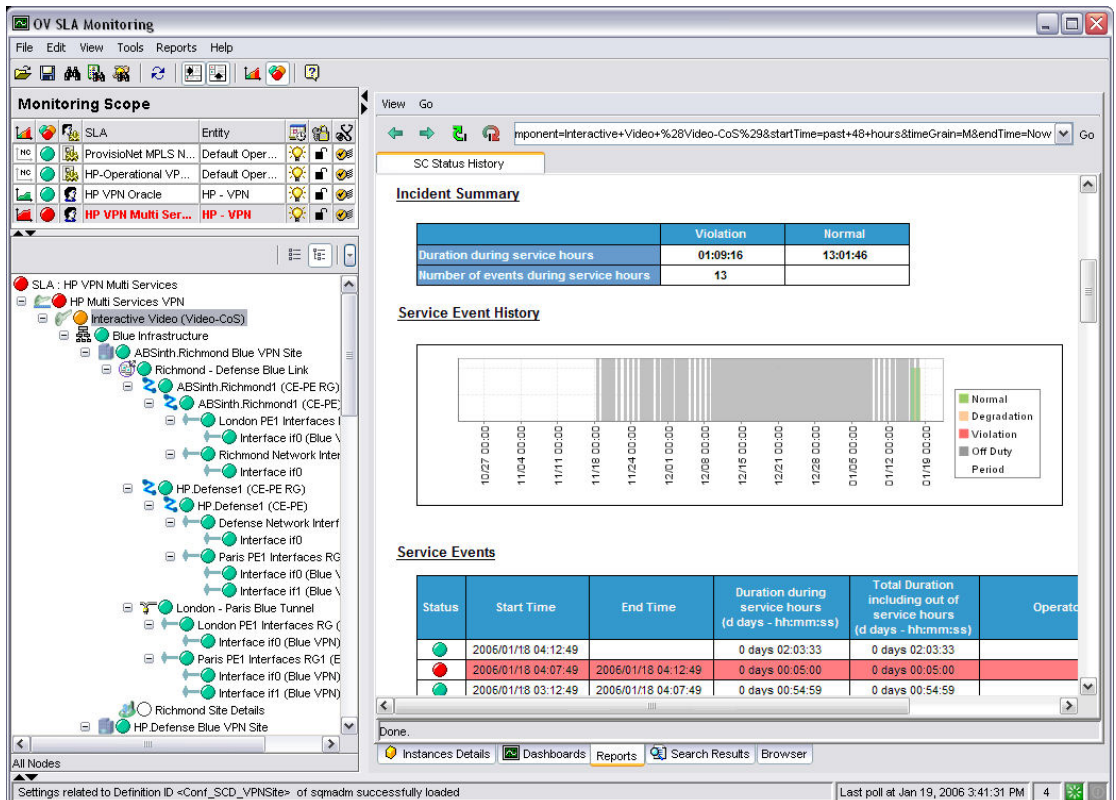 OV SLA Monitoring
File Edit View Tools Reports Help
Monitoring Scope
SLA Entity
NC ProvisioNet MPLS N... Default Oper...
NC HP-Operational VP... Default Oper...
HP VPN Oracle HP - VPN
HP VPN Multi Ser... HP - VPN
SLA : HP VPN Multi Services
HP Multi Services VPN
Interactive Video (Video-CoS)
Blue Infrastructure
ABSinth.Richmond Blue VPN Site
Richmond - Defense Blue Link
ABSinth.Richmond1 (CE-PE RG)
ABSinth.Richmond1 (CE-PE)
London PE1 Interfaces
Interface if0 (Blue
Richmond Network Inter
Interface if0
HP.Defense1 (CE-PE RG)
HP.Defense1 (CE-PE)
Defense Network Interf
Interface if0
Paris PE1 Interfaces RG
Interface if0 (Blue
Interface if1 (Blue
London - Paris Blue Tunnel
London PE1 Interfaces RG (
Interface if0 (Blue VPN)
Paris PE1 Interfaces RG1 (E
Interface if0 (Blue VPN)
Interface if1 (Blue VPN)
Richmond Site Details
HP.Defense Blue VPN Site
All Nodes
View Go
mponent=Interactive+Video+%28Video-CoS%29&startTime=past+48+hours&timeGrain=M&endTime=Now Go
SC Status History
Incident Summary
Violation Normal
Duration during service hours 01:09:16 13:01:46
Number of events during service hours 13
Service Event History
10/27 00:00
11/04 00:00
11/11 00:00
11/18 00:00
11/24 00:00
12/01 00:00
12/08 00:00
12/15 00:00
12/21 00:00
12/28 00:00
01/05 00:00
01/12 00:00
01/19 00:00
Normal
Degradation
Violation
Off Duty
Period
Service Events
Status Start Time End Time Duration during service hours (d days - hh:mm:ss) Total Duration including out of service hours (d days - hh:mm:ss) Operato
2006/01/18 04:12:49 0 days 02:03:33 0 days 02:03:33
2006/01/18 04:07:49 2006/01/18 04:12:49 0 days 00:05:00 0 days 00:05:00
2006/01/18 03:12:49 2006/01/18 04:07:49 0 days 00:54:59 0 days 00:54:59
Done.
Instances Details Dashboards Reports Search Results Browser
Settings related to Definition ID <Conf_SCD_VPNSite> of sqmadm successfully loaded
Last poll at Jan 19, 2006 3:41:31 PM 4